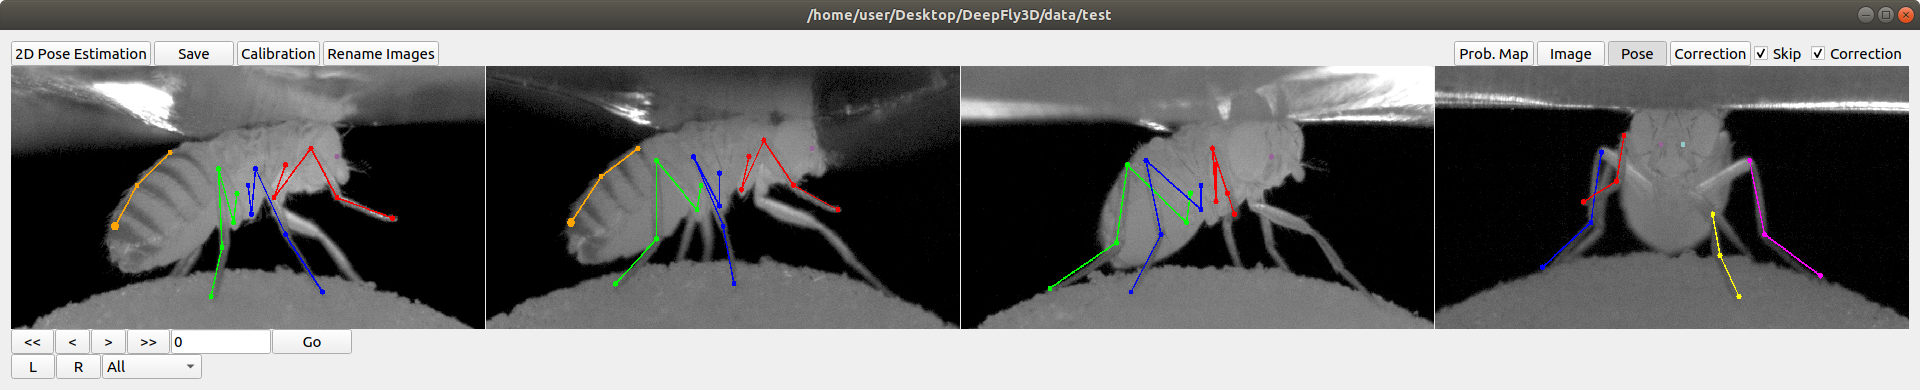 /home/user/Desktop/DeepFly3D/data/test
2D Pose Estimation Save Calibration Rename Images Prob. Map Image Pose Correction Skip Correction
<< < > >> 0 Go
L R All